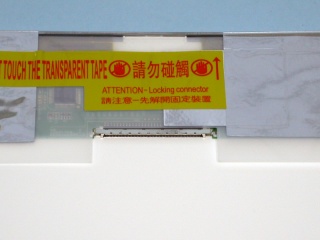 T TOUCH THE TRANSPARENT TAPE 請勿碰觸
ATTENTION - Locking connector
請注意-先解開固定裝置